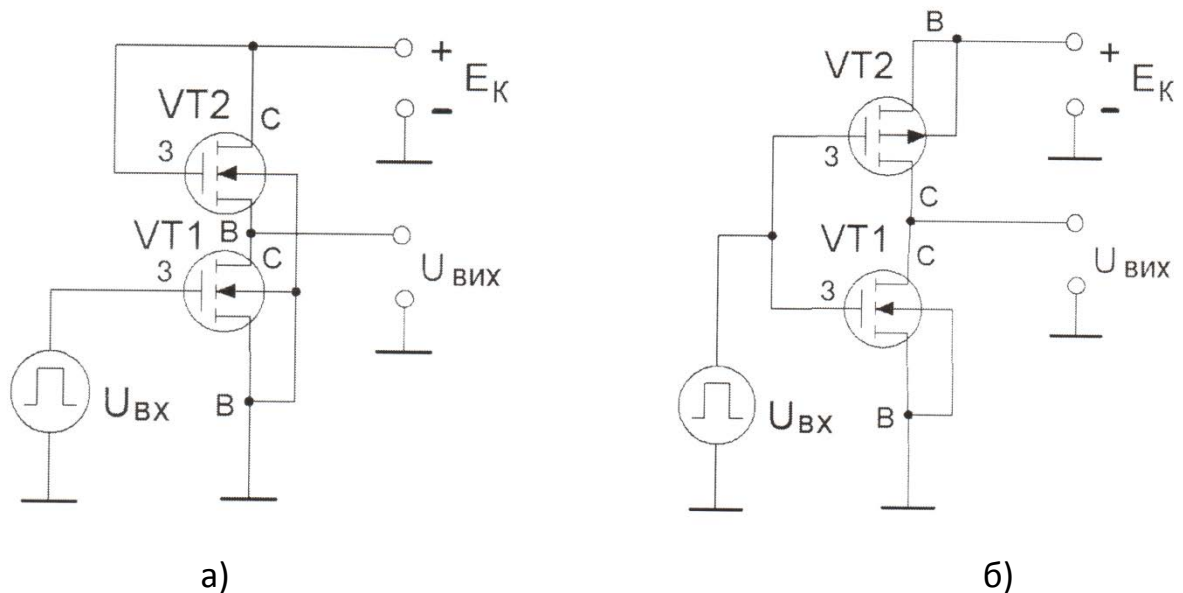 +
E К
-
VT2
С
З
В
VT1
С
З
U вих
U вх
В
а)
В
+
E К
-
VT2
З
С
VT1
С
З
U вих
U вх
В
б)